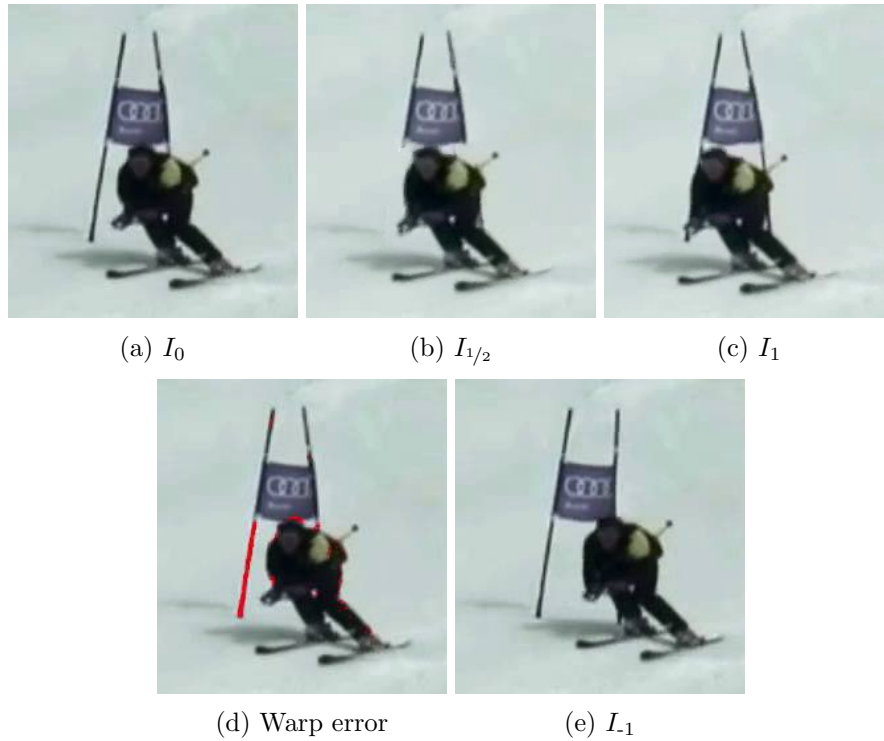 (a) I₀
(b) I₁/₂
(c) I₁
(d) Warp error
(e) I₋₁